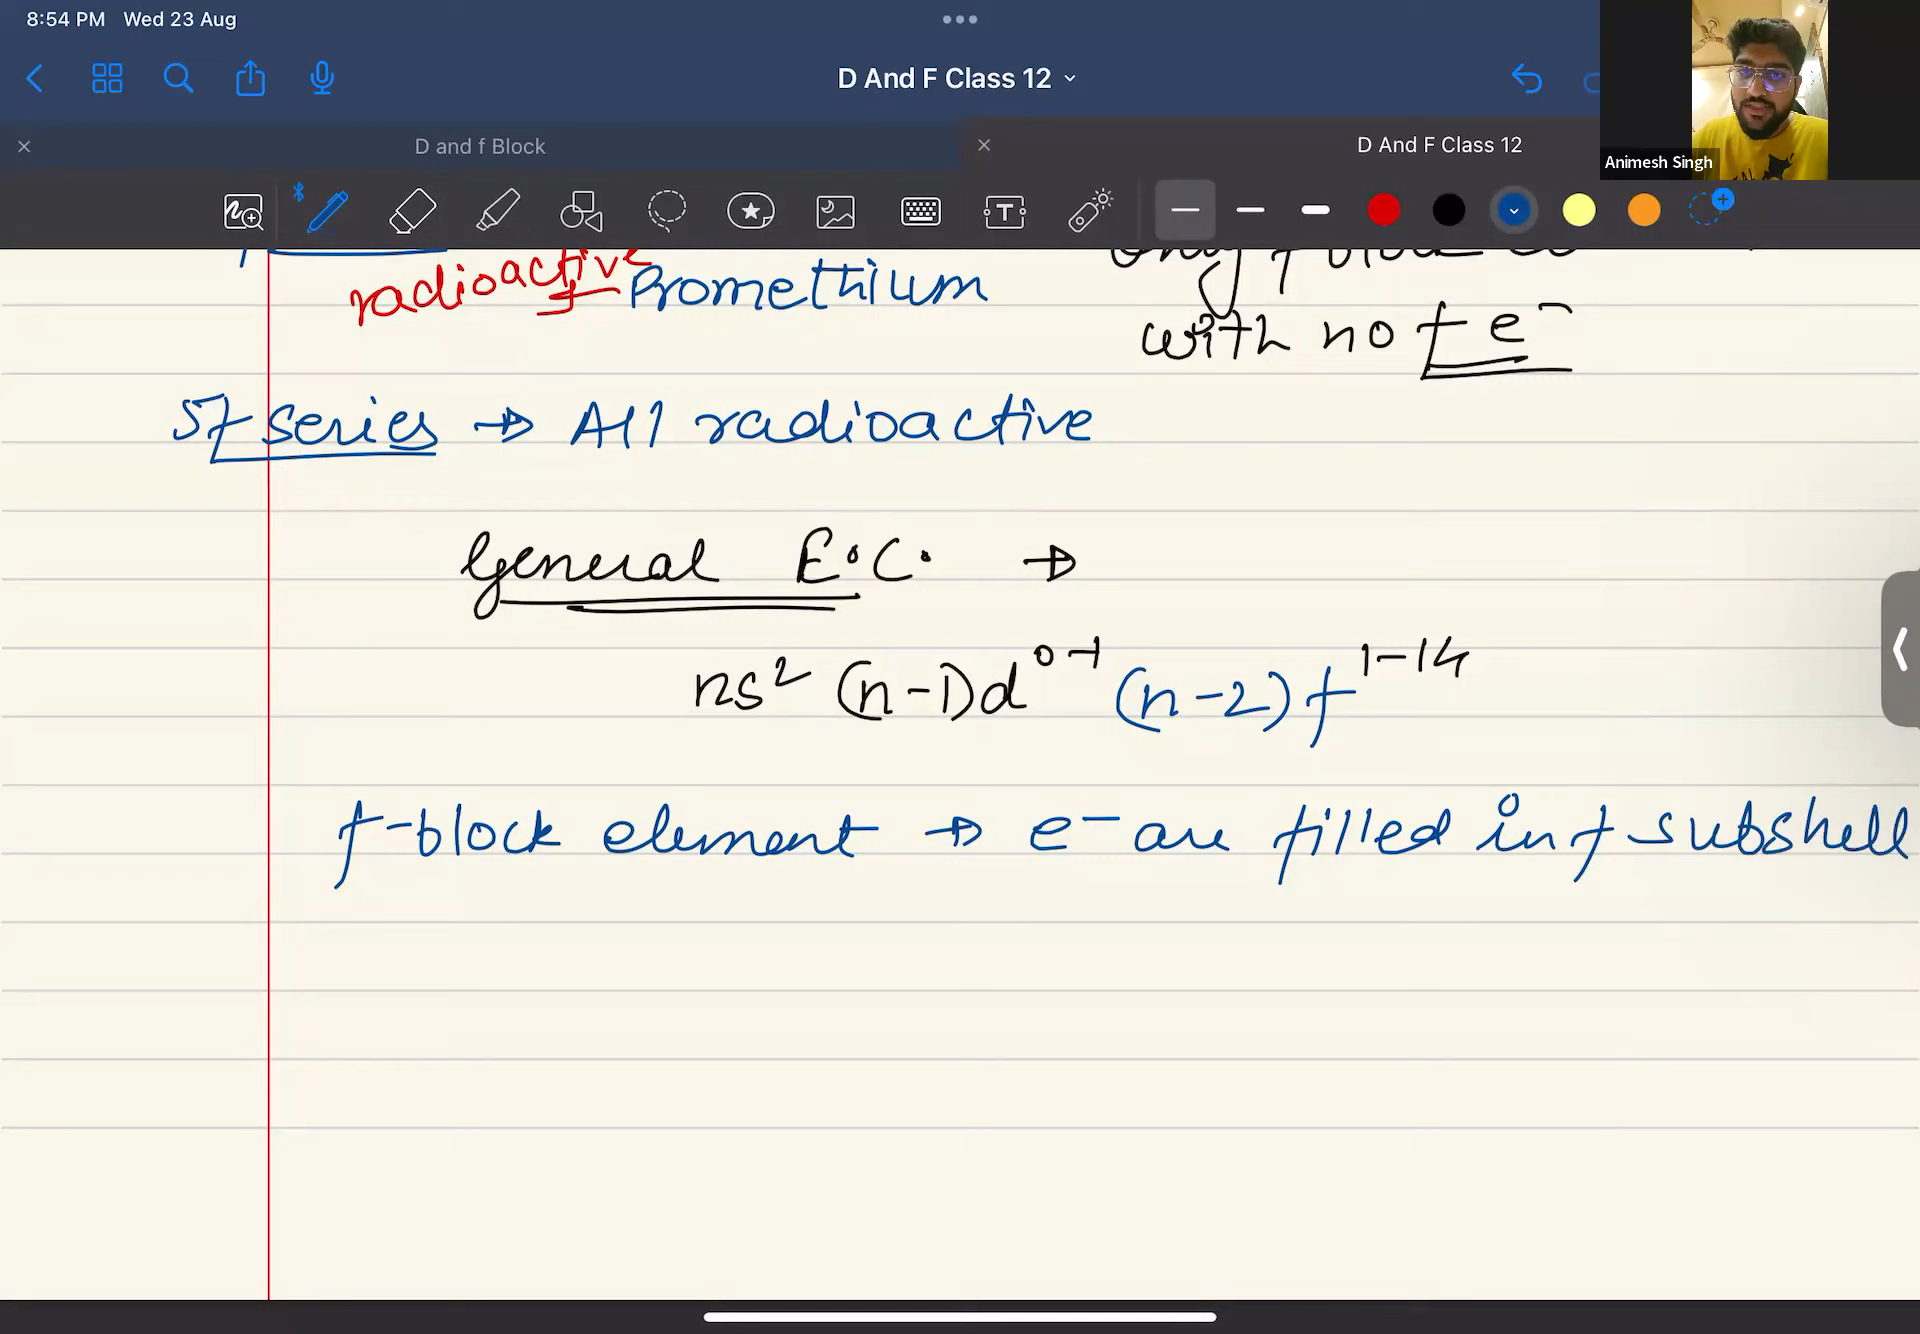 8:54 PM Wed 23 Aug
D And F Class 12
D and f Block
D And F Class 12
Animesh Singh
radioactive Promethium
with no f e⁻
5f series → All radioactive
General E.C. →
ns² (n-1)d⁰⁻¹ (n-2)f¹⁻¹⁴
f-block element → e⁻ are filled in f subshell